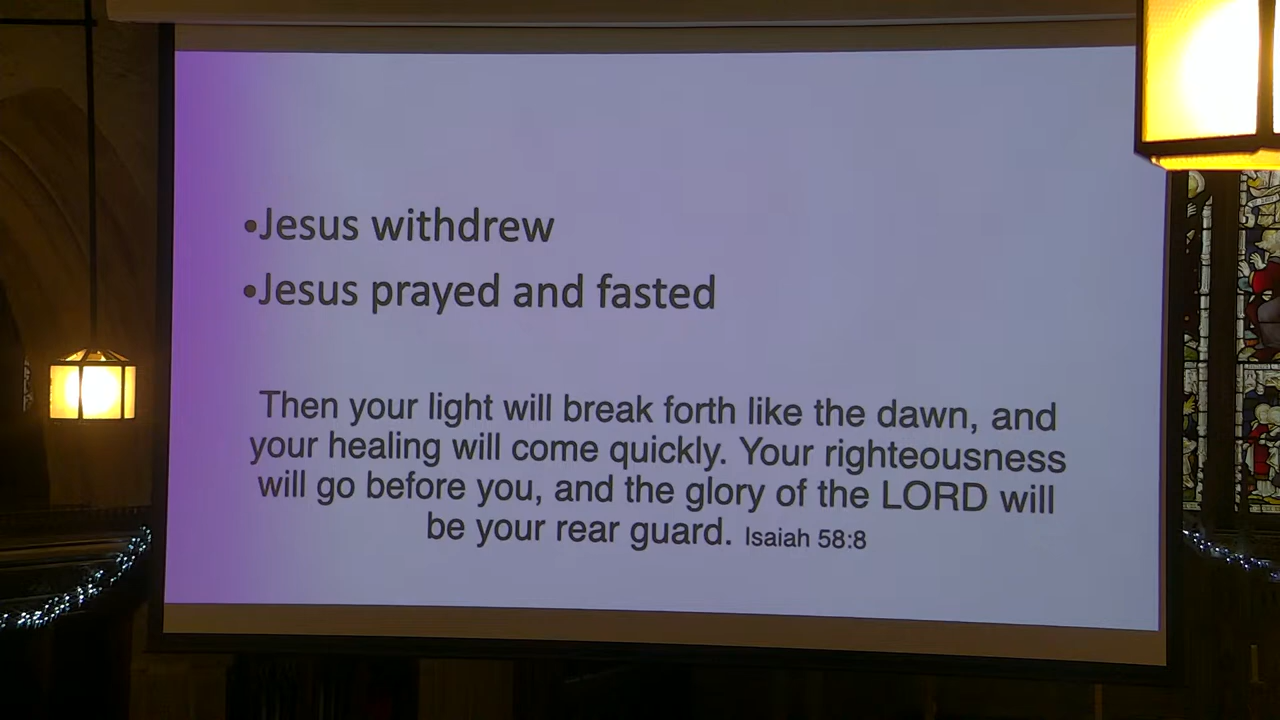 •Jesus withdrew
•Jesus prayed and fasted
Then your light will break forth like the dawn, and
your healing will come quickly. Your righteousness
will go before you, and the glory of the LORD will
be your rear guard. Isaiah 58:8